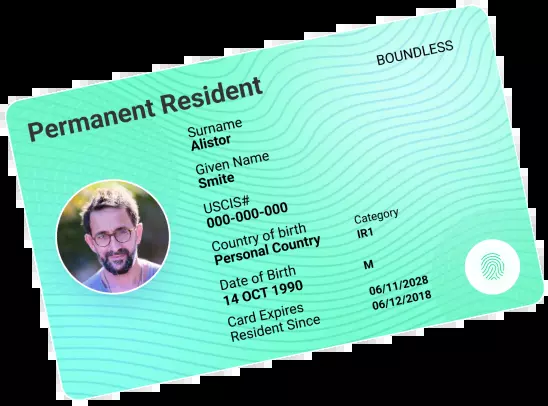 BOUNDLESS
Permanent Resident
Surname
Alistor
Given Name
Smite
USCIS#
000-000-000
Country of birth
Personal Country
Category
IR1
Date of Birth
14 OCT 1990
M
Card Expires
06/11/2028
Resident Since
06/12/2018